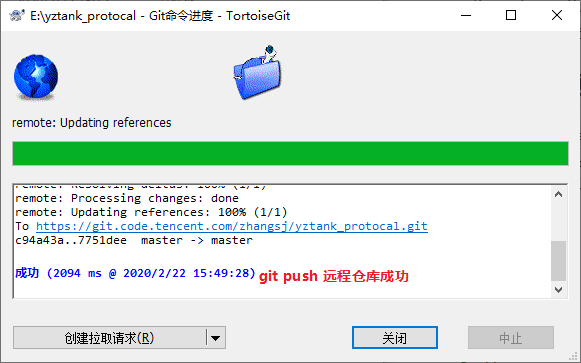 E:\yztank_protocal - Git命令进度 - TortoiseGit
remote: Updating references
remote: Resolving deltas: 100% (1/1)
remote: Processing changes: done
remote: Updating references: 100% (1/1)
To https://git.code.tencent.com/zhangsj/yztank_protocal.git
c94a43a..7751dee  master -> master
成功 (2094 ms @ 2020/2/22 15:49:28) git push 远程仓库成功
创建拉取请求(R) 关闭 中止